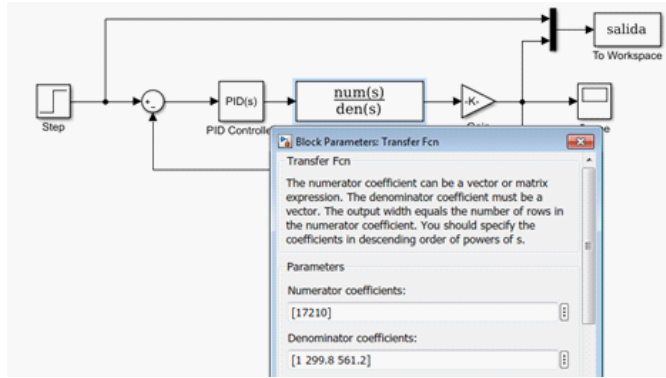 salida
To Workspace
PID(s)
num(s)
den(s)
-K-
Step
PID Controlle
Block Parameters: Transfer Fcn
Transfer Fcn
The numerator coefficient can be a vector or matrix
expression. The denominator coefficient must be a
vector. The output width equals the number of rows in
the numerator coefficient. You should specify the
coefficients in descending order of powers of s.
Parameters
Numerator coefficients:
[17210]
Denominator coefficients:
[1 299.8 561.2]